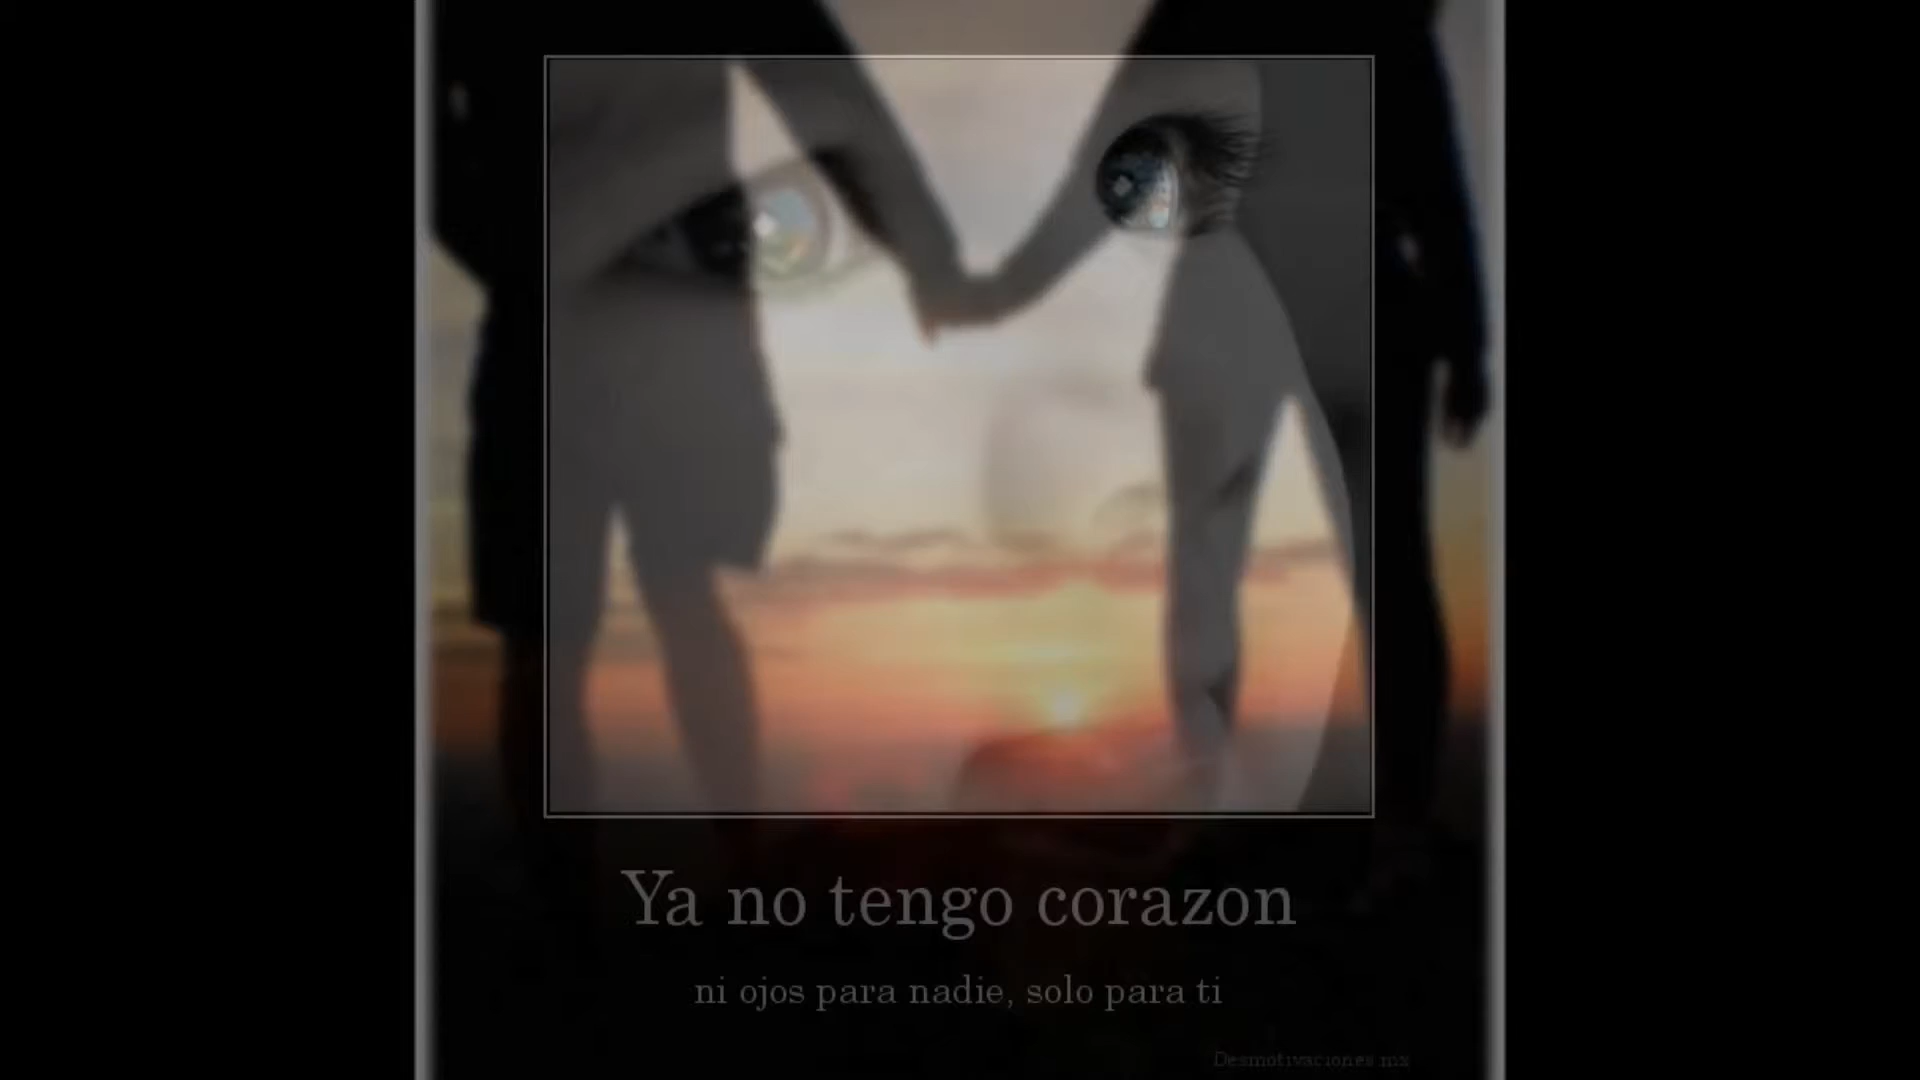 Ya no tengo corazon
ni ojos para nadie, solo para ti
Desmotivaciones.mx